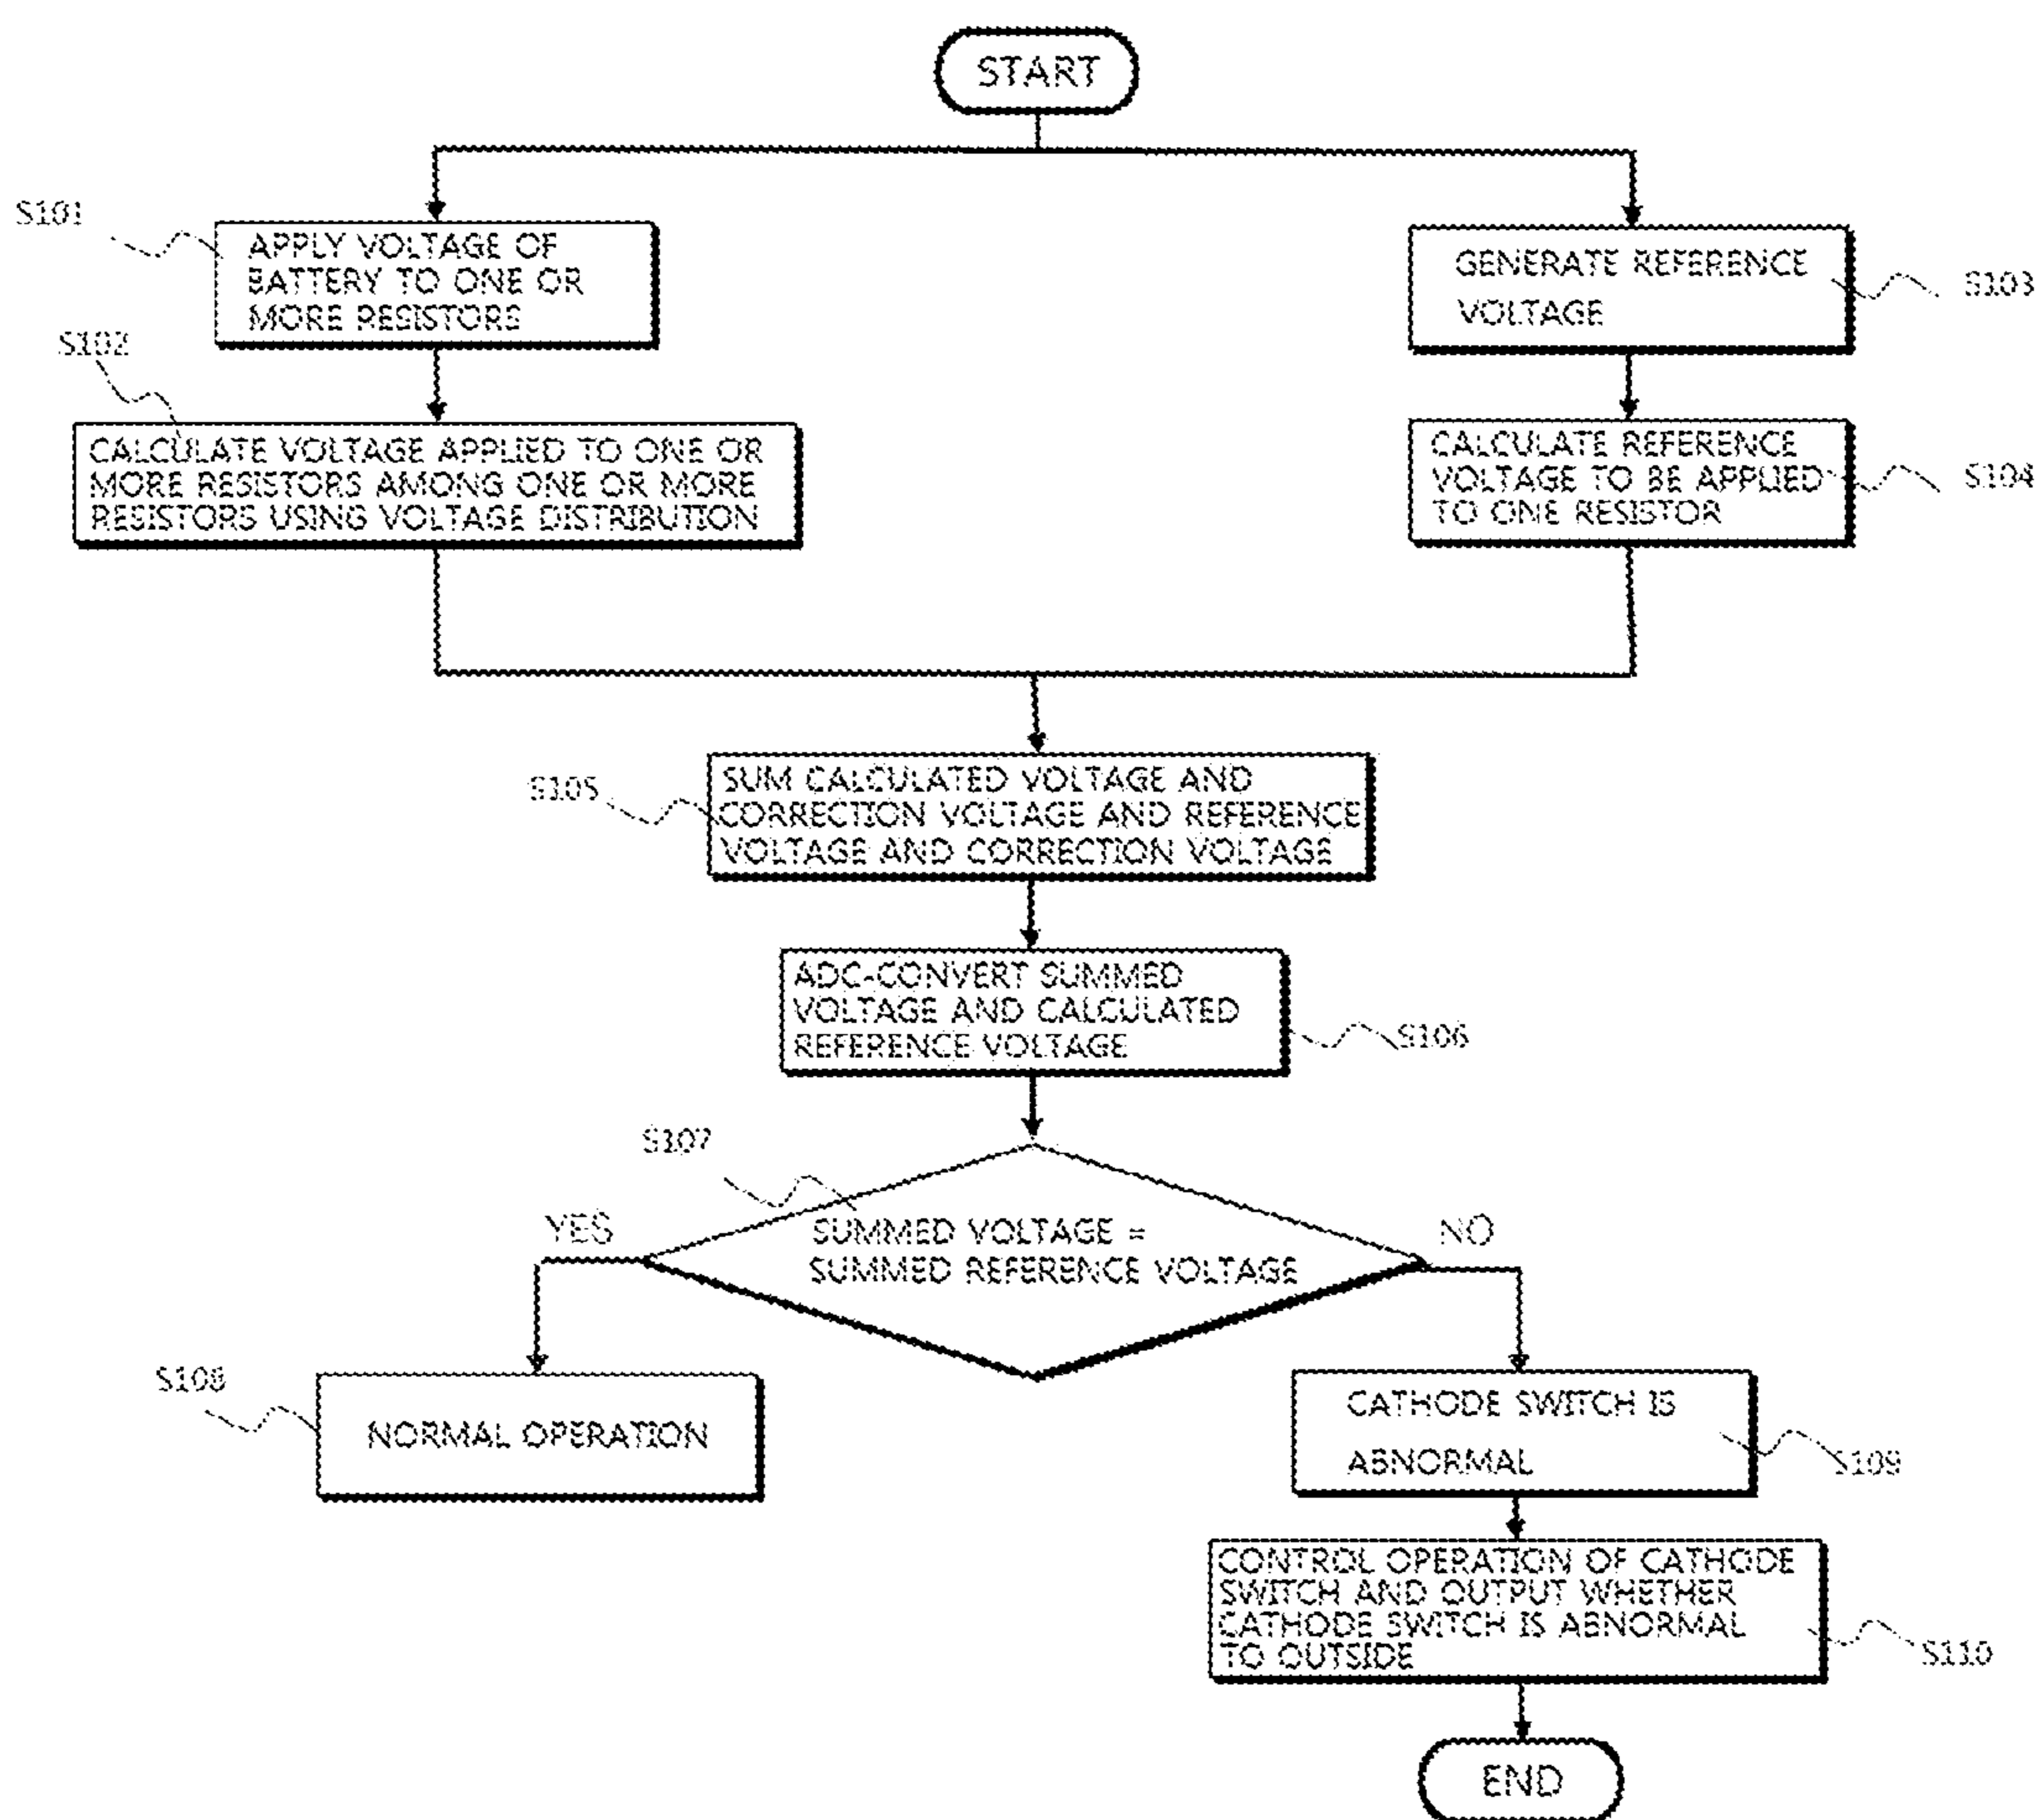 START
S101
APPLY VOLTAGE OF
BATTERY TO ONE OR
MORE RESISTORS
GENERATE REFERENCE
VOLTAGE
S103
S102
CALCULATE VOLTAGE APPLIED TO ONE OR
MORE RESISTORS AMONG ONE OR MORE
RESISTORS USING VOLTAGE DISTRIBUTION
CALCULATE REFERENCE
VOLTAGE TO BE APPLIED
TO ONE RESISTOR
S104
S105
SUM CALCULATED VOLTAGE AND
CORRECTION VOLTAGE AND REFERENCE
VOLTAGE AND CORRECTION VOLTAGE
ADC-CONVERT SUMMED
VOLTAGE AND CALCULATED
REFERENCE VOLTAGE
S106
S107
YES
SUMMED VOLTAGE =
SUMMED REFERENCE VOLTAGE
NO
S108
NORMAL OPERATION
CATHODE SWITCH IS
ABNORMAL
S109
CONTROL OPERATION OF CATHODE
SWITCH AND OUTPUT WHETHER
CATHODE SWITCH IS ABNORMAL
TO OUTSIDE
S110
END